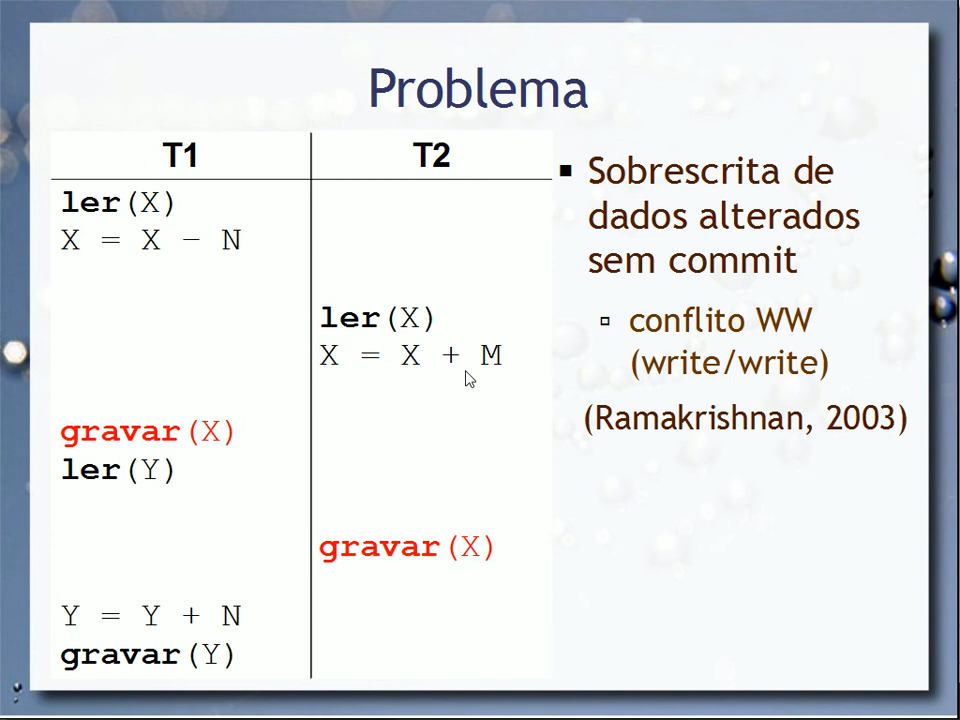 Problema
T1
T2
ler(X)
X = X − N
ler(X)
X = X + M
gravar(X)
ler(Y)
gravar(X)
Y = Y + N
gravar(Y)
Sobrescrita de
dados alterados
sem commit
conflito WW
(write/write)
(Ramakrishnan, 2003)